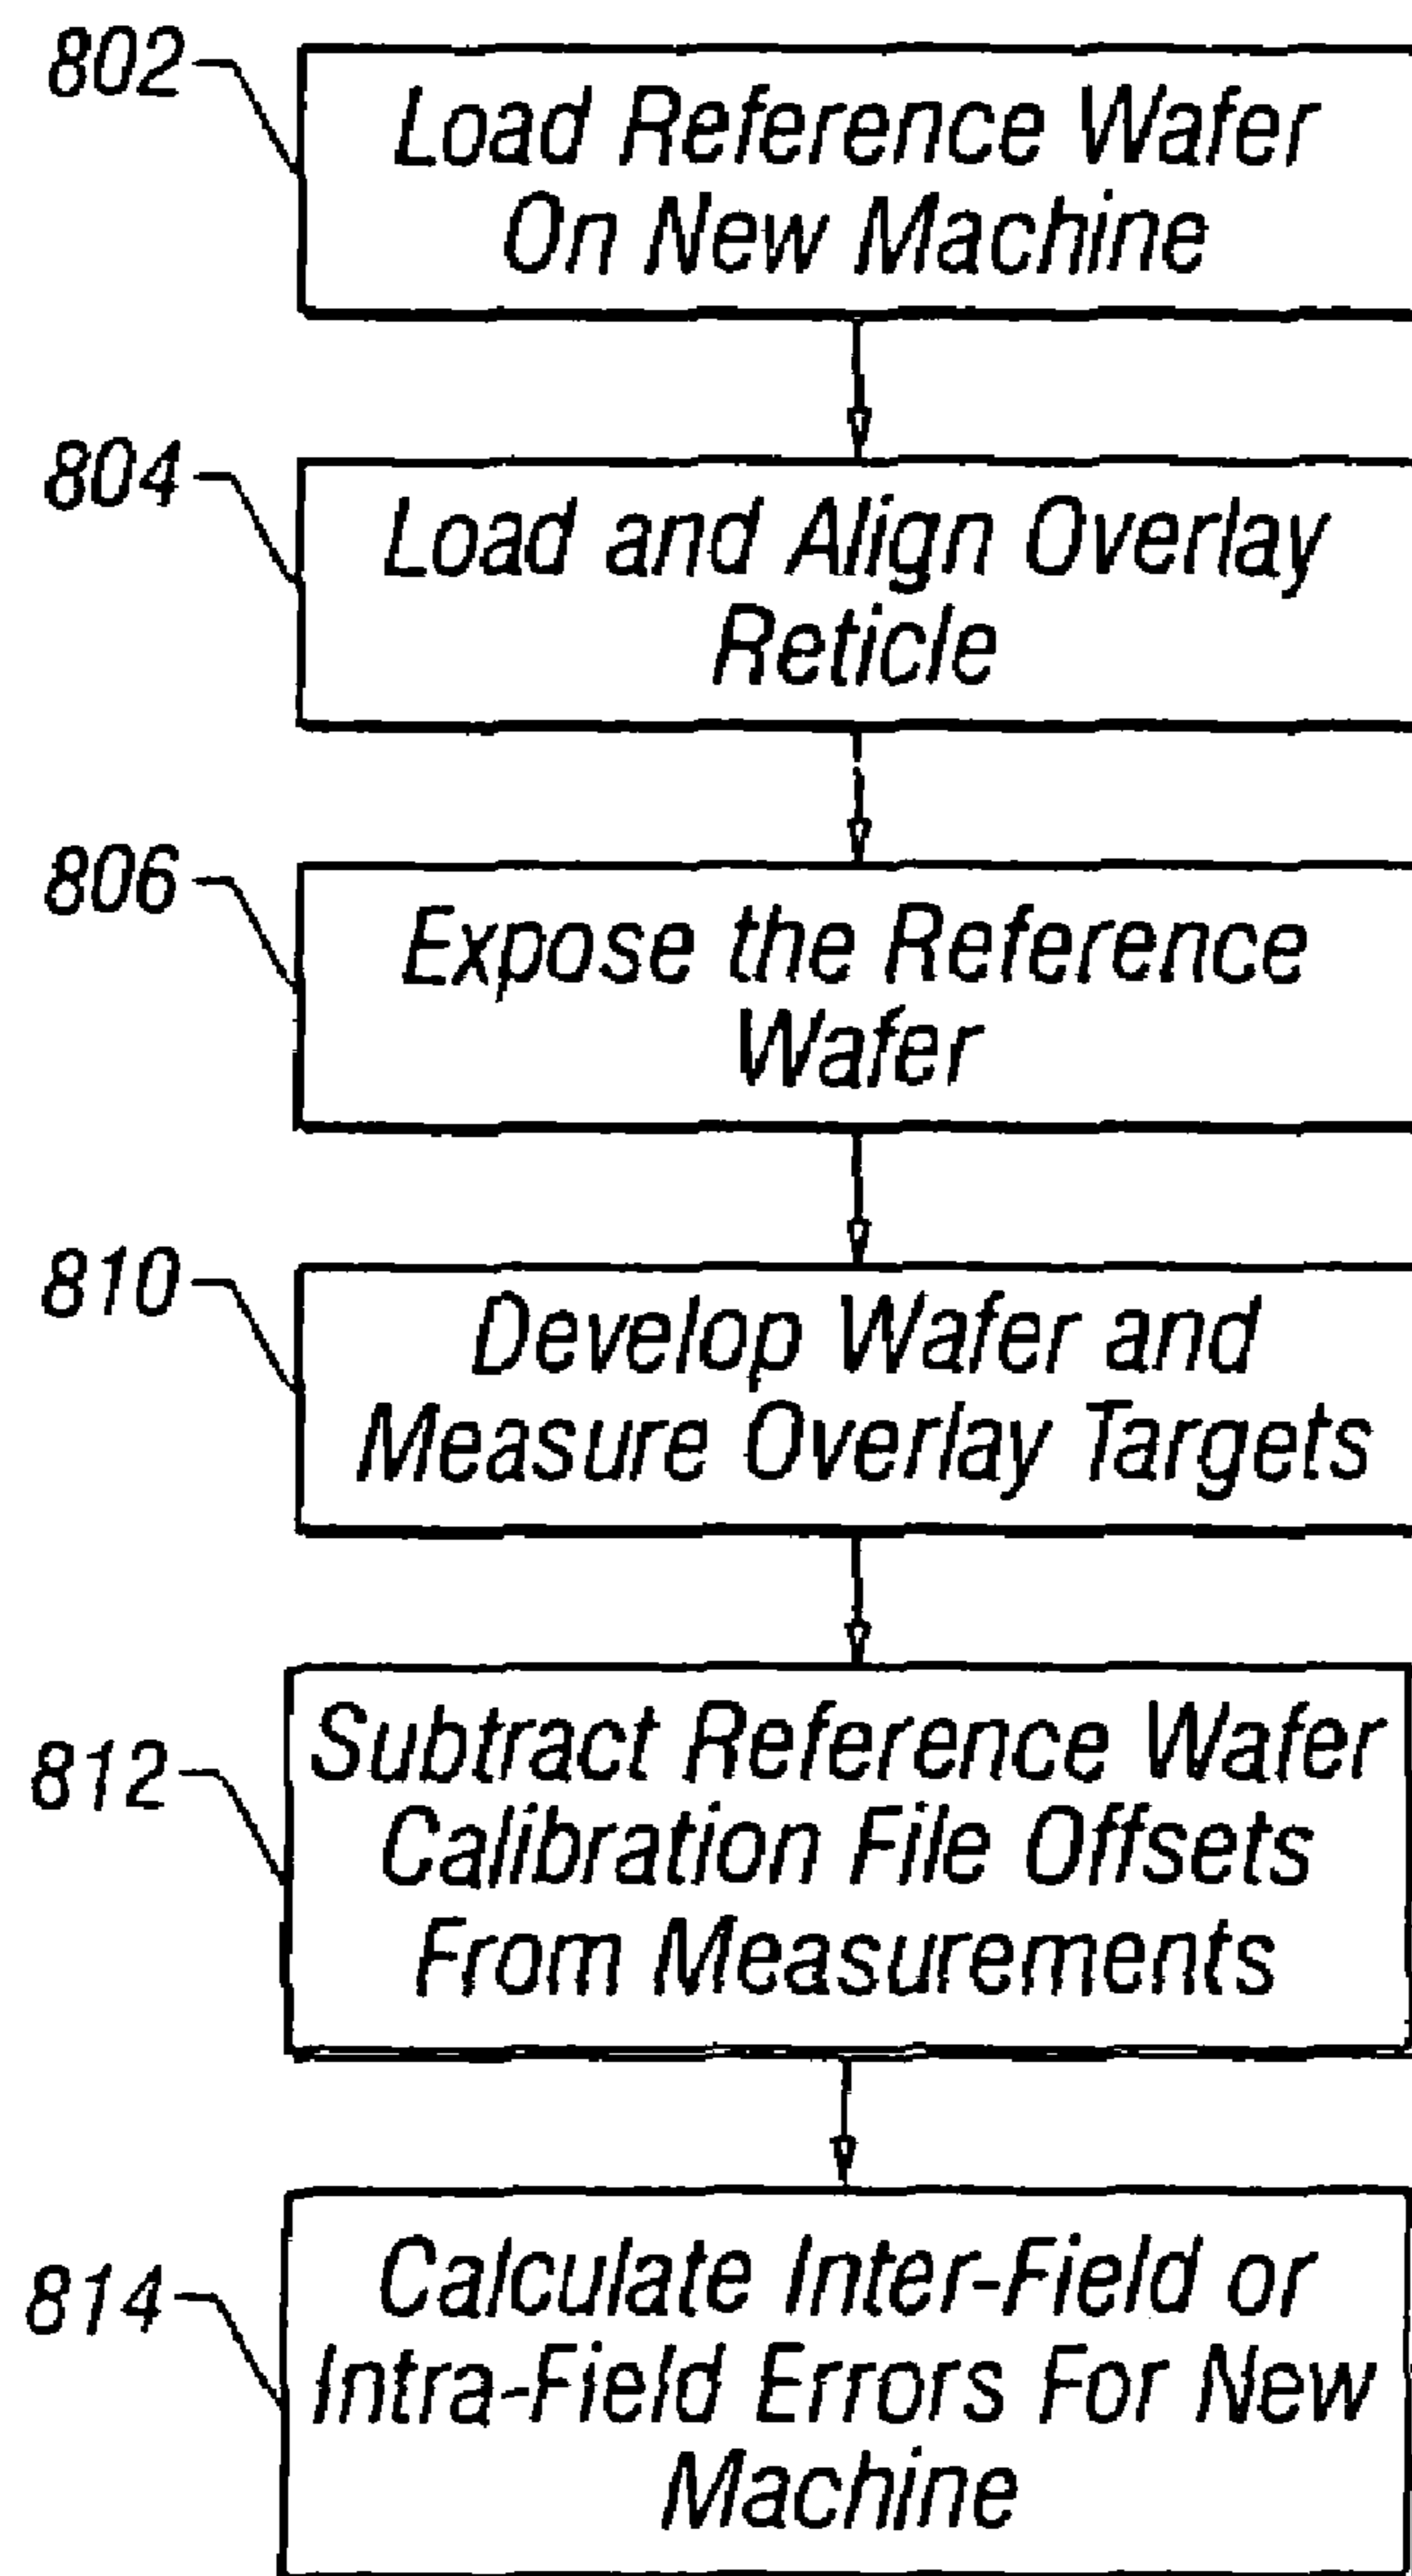 802
Load Reference Wafer
On New Machine
804
Load and Align Overlay
Reticle
806
Expose the Reference
Wafer
810
Develop Wafer and
Measure Overlay Targets
812
Subtract Reference Wafer
Calibration File Offsets
From Measurements
814
Calculate Inter-Field or
Intra-Field Errors For New
Machine